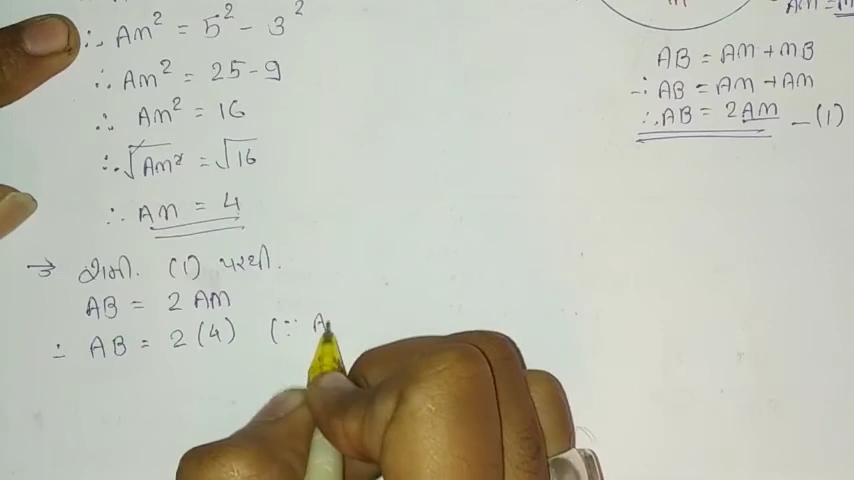 ∴ Am² = 5² - 3²
∴ Am² = 25 - 9
∴ Am² = 16
∴ √Am² = √16
∴ Am = 4
→ (1) પરથી.
AB = 2 AM
∴ AB = 2(4) (∵ A
AB = Am + mB
∴ AB = Am + Am
∴ AB = 2Am — (1)